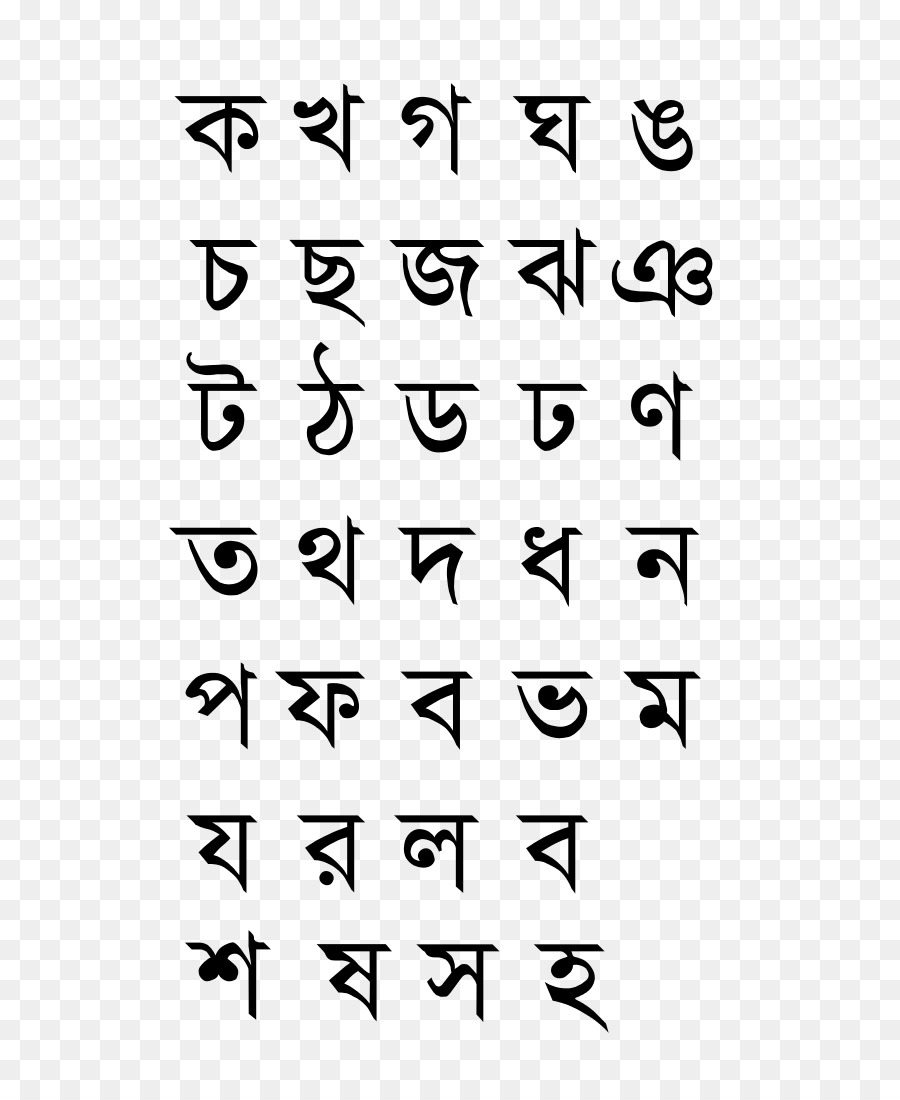 ক খ গ ঘ ঙ
চ ছ জ ঝ ঞ
ট ঠ ড ঢ ণ
ত থ দ ধ ন
প ফ ব ভ ম
য র ল ব
শ ষ স হ